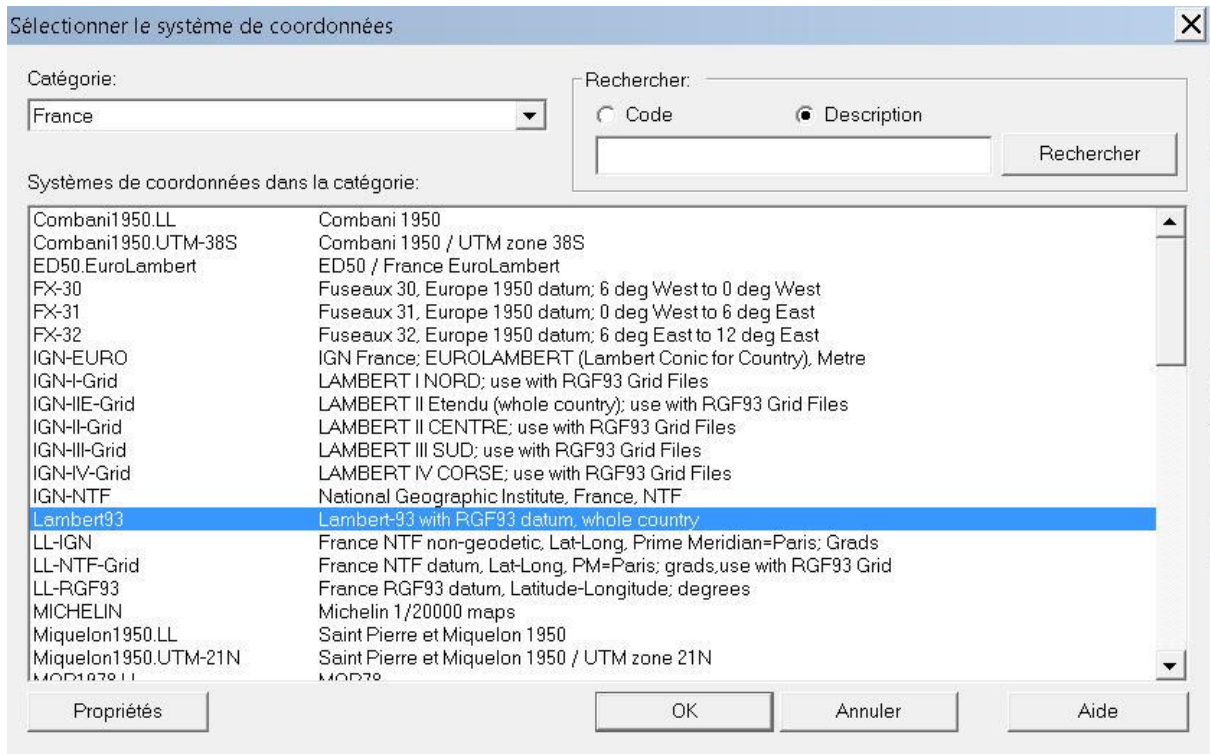 Sélectionner le système de coordonnées
Catégorie:
France
Rechercher:
Code Description
Rechercher
Systèmes de coordonnées dans la catégorie:
Combani1950.LL Combani 1950
Combani1950.UTM-38S Combani 1950 / UTM zone 38S
ED50.EuroLambert ED50 / France EuroLambert
FX-30 Fuseaux 30, Europe 1950 datum; 6 deg West to 0 deg West
FX-31 Fuseaux 31, Europe 1950 datum; 0 deg West to 6 deg East
FX-32 Fuseaux 32, Europe 1950 datum; 6 deg East to 12 deg East
IGN-EURO IGN France; EUROLAMBERT (Lambert Conic for Country), Metre
IGN-I-Grid LAMBERT I NORD; use with RGF93 Grid Files
IGN-IIE-Grid LAMBERT II Etendu (whole country); use with RGF93 Grid Files
IGN-II-Grid LAMBERT II CENTRE; use with RGF93 Grid Files
IGN-III-Grid LAMBERT III SUD; use with RGF93 Grid Files
IGN-IV-Grid LAMBERT IV CORSE; use with RGF93 Grid Files
IGN-NTF National Geographic Institute, France, NTF
Lambert93 Lambert-93 with RGF93 datum, whole country
LL-IGN France NTF non-geodetic, Lat-Long, Prime Meridian=Paris; Grads
LL-NTF-Grid France NTF datum, Lat-Long, PM=Paris; grads,use with RGF93 Grid
LL-RGF93 France RGF93 datum, Latitude-Longitude; degrees
MICHELIN Michelin 1/20000 maps
Miquelon1950.LL Saint Pierre et Miquelon 1950
Miquelon1950.UTM-21N Saint Pierre et Miquelon 1950 / UTM zone 21N
Propriétés OK Annuler Aide